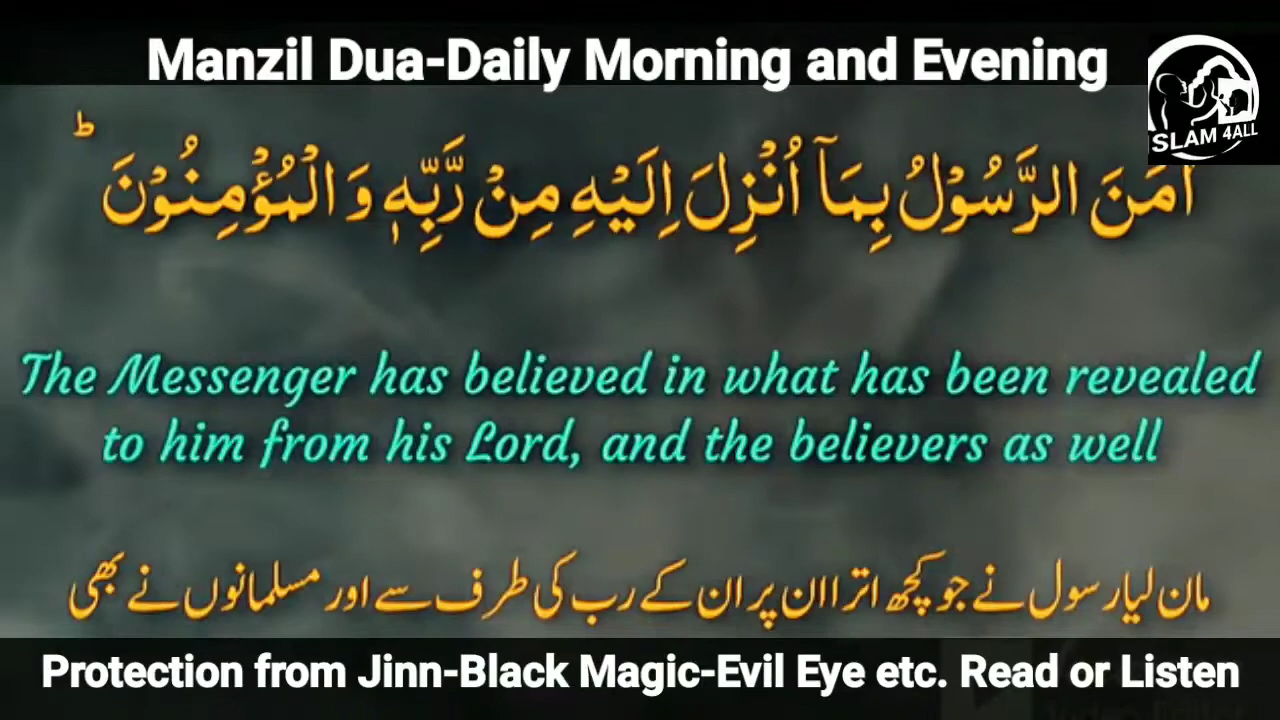 Manzil Dua-Daily Morning and Evening
SLAM 4ALL
اٰمَنَ الرَّسُوْلُ بِمَاۤ اُنْزِلَ اِلَيْهِ مِنْ رَّبِّهٖ وَ الْمُؤْمِنُوْنَ ؕ
The Messenger has believed in what has been revealed
to him from his Lord, and the believers as well
مان لیا رسول نے جو کچھ اترا ان پر ان کے رب کی طرف سے اور مسلمانوں نے بھی
Protection from Jinn-Black Magic-Evil Eye etc. Read or Listen